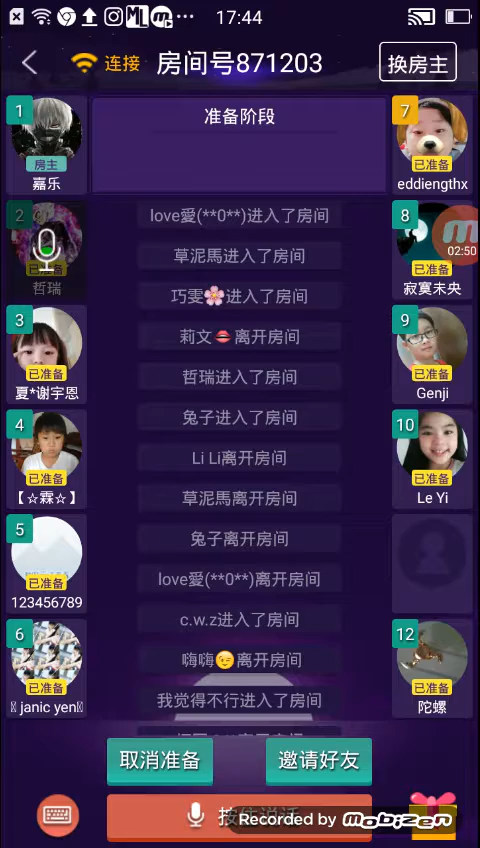 17:44
连接 房间号871203 换房主
准备阶段
1
房主
嘉乐
2
已准备
哲瑞
3
已准备
夏*谢宇恩
4
已准备
【☆霖☆】
5
已准备
123456789
6
已准备
janic yen
love愛(**0**)进入了房间
草泥馬进入了房间
巧雯🌸进入了房间
莉文👄离开房间
哲瑞进入了房间
兔子进入了房间
Li Li离开房间
草泥馬离开房间
兔子离开房间
love愛(**0**)离开房间
c.w.z进入了房间
嗨嗨😉离开房间
我觉得不行进入了房间
7
已准备
eddiengthx
8
02:50
已准备
寂寞未央
9
已准备
Genji
10
已准备
Le Yi
12
已准备
陀螺
取消准备
邀请好友
按住说话
Recorded by Mobizen